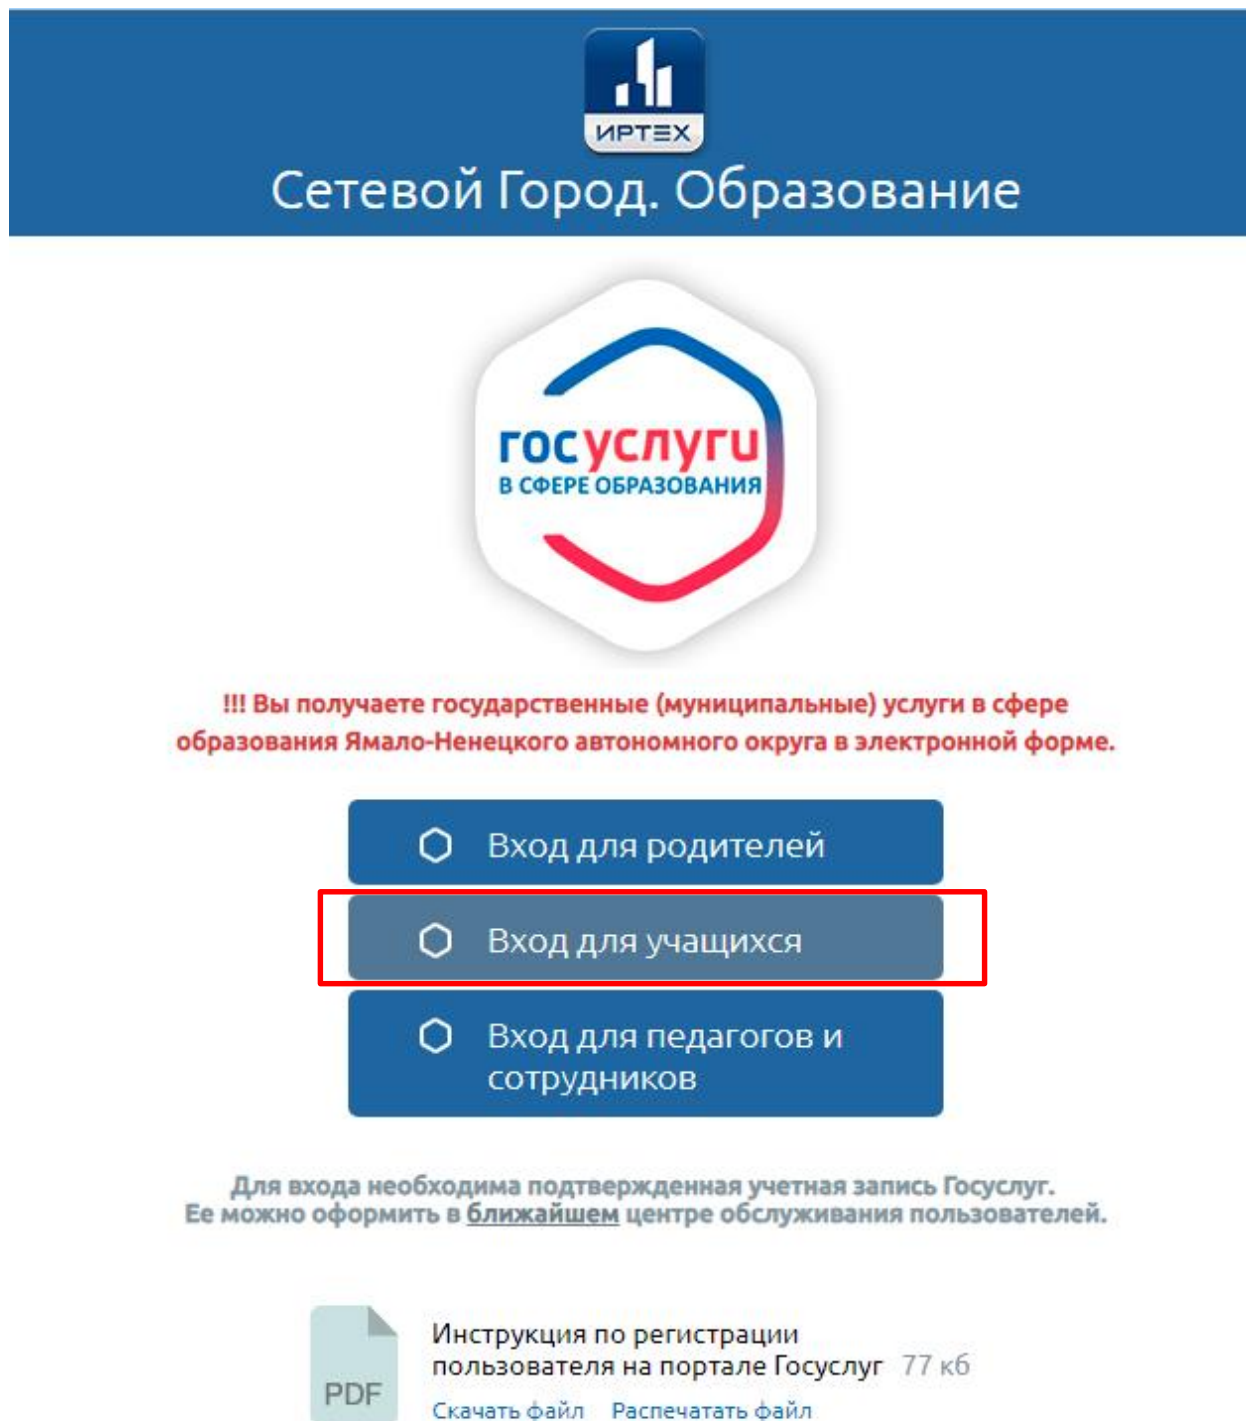 ИРТЕХ
Сетевой Город. Образование
госуслуги
В СФЕРЕ ОБРАЗОВАНИЯ
!!! Вы получаете государственные (муниципальные) услуги в сфере
образования Ямало-Ненецкого автономного округа в электронной форме.
Вход для родителей
Вход для учащихся
Вход для педагогов и
сотрудников
Для входа необходима подтвержденная учетная запись Госуслуг.
Ее можно оформить в ближайшем центре обслуживания пользователей.
Инструкция по регистрации
пользователя на портале Госуслуг 77 кб
PDF
Скачать файл Распечатать файл